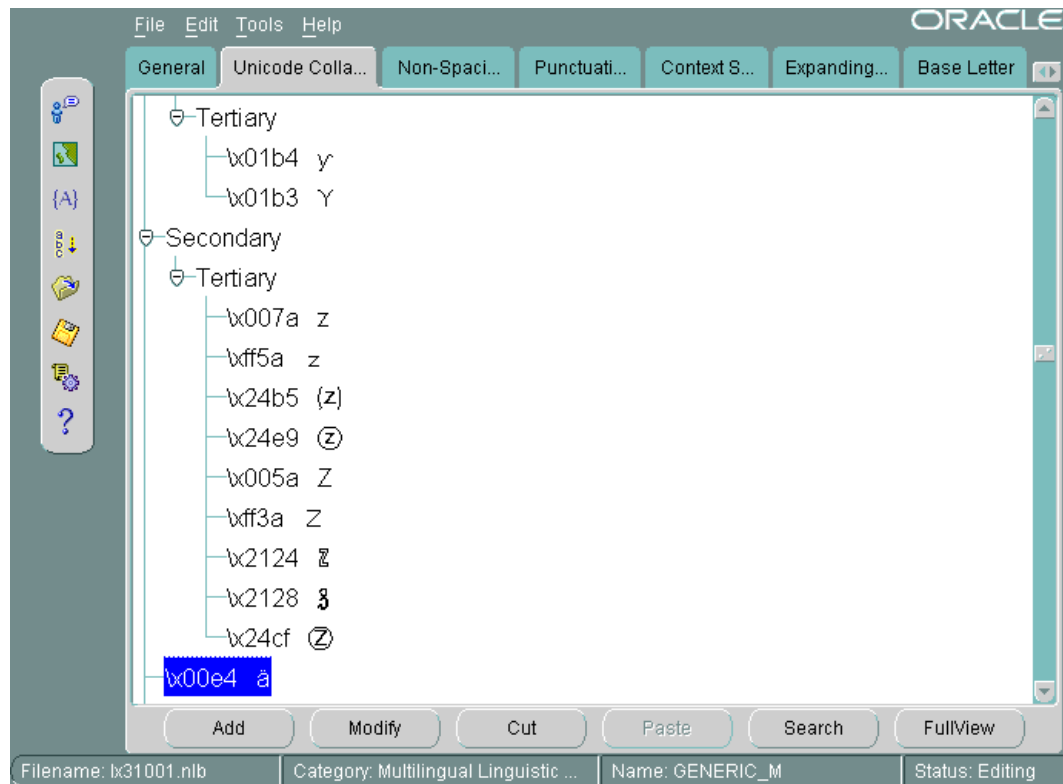 File Edit Tools Help ORACLE
General Unicode Colla... Non-Spaci... Punctuati... Context S... Expanding... Base Letter
Tertiary
\x01b4 ƴ
\x01b3 Ƴ
Secondary
Tertiary
\x007a z
\xff5a ｚ
\x24b5 ⒵
\x24e9 ⓩ
\x005a Z
\xff3a Ｚ
\x2124 ℤ
\x2128 ℨ
\x24cf Ⓩ
\x00e4 ä
{A}
a
b
c
?
Add Modify Cut Paste Search FullView
Filename: lx31001.nlb Category: Multilingual Linguistic ... Name: GENERIC_M Status: Editing